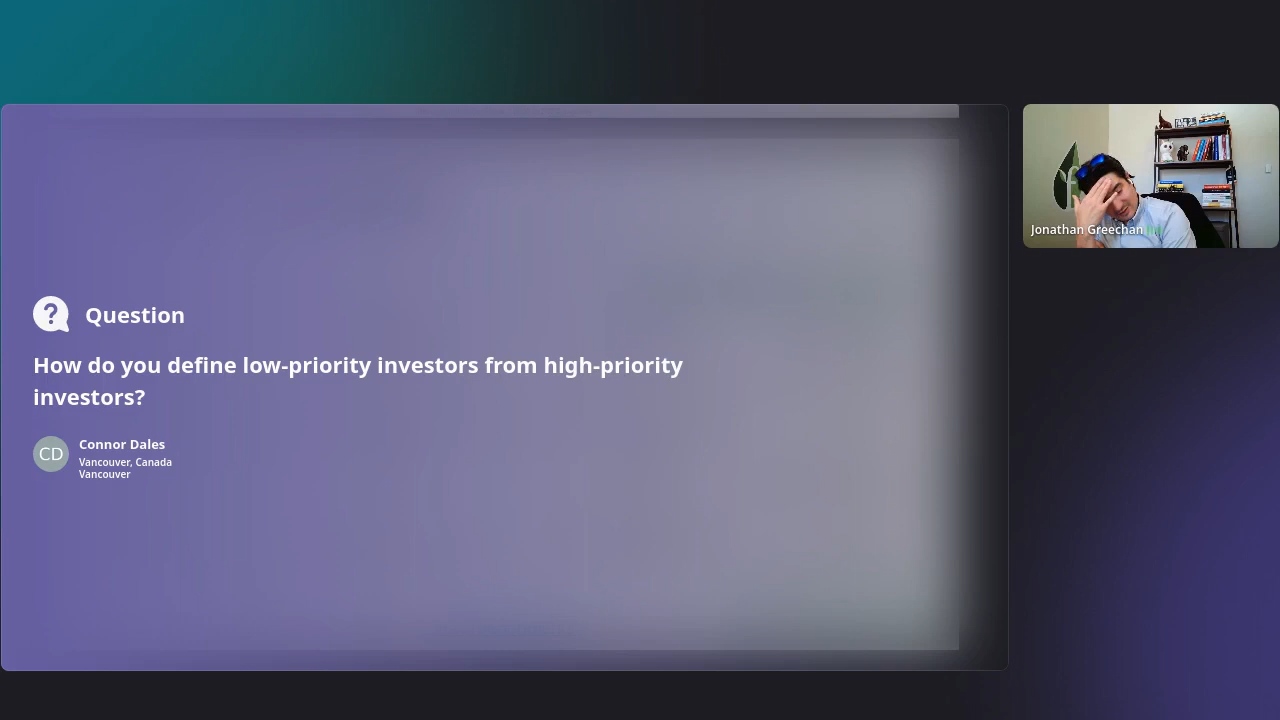 Question
How do you define low-priority investors from high-priority
investors?
CD
Connor Dales
Vancouver, Canada
Vancouver
Jonathan Greechan